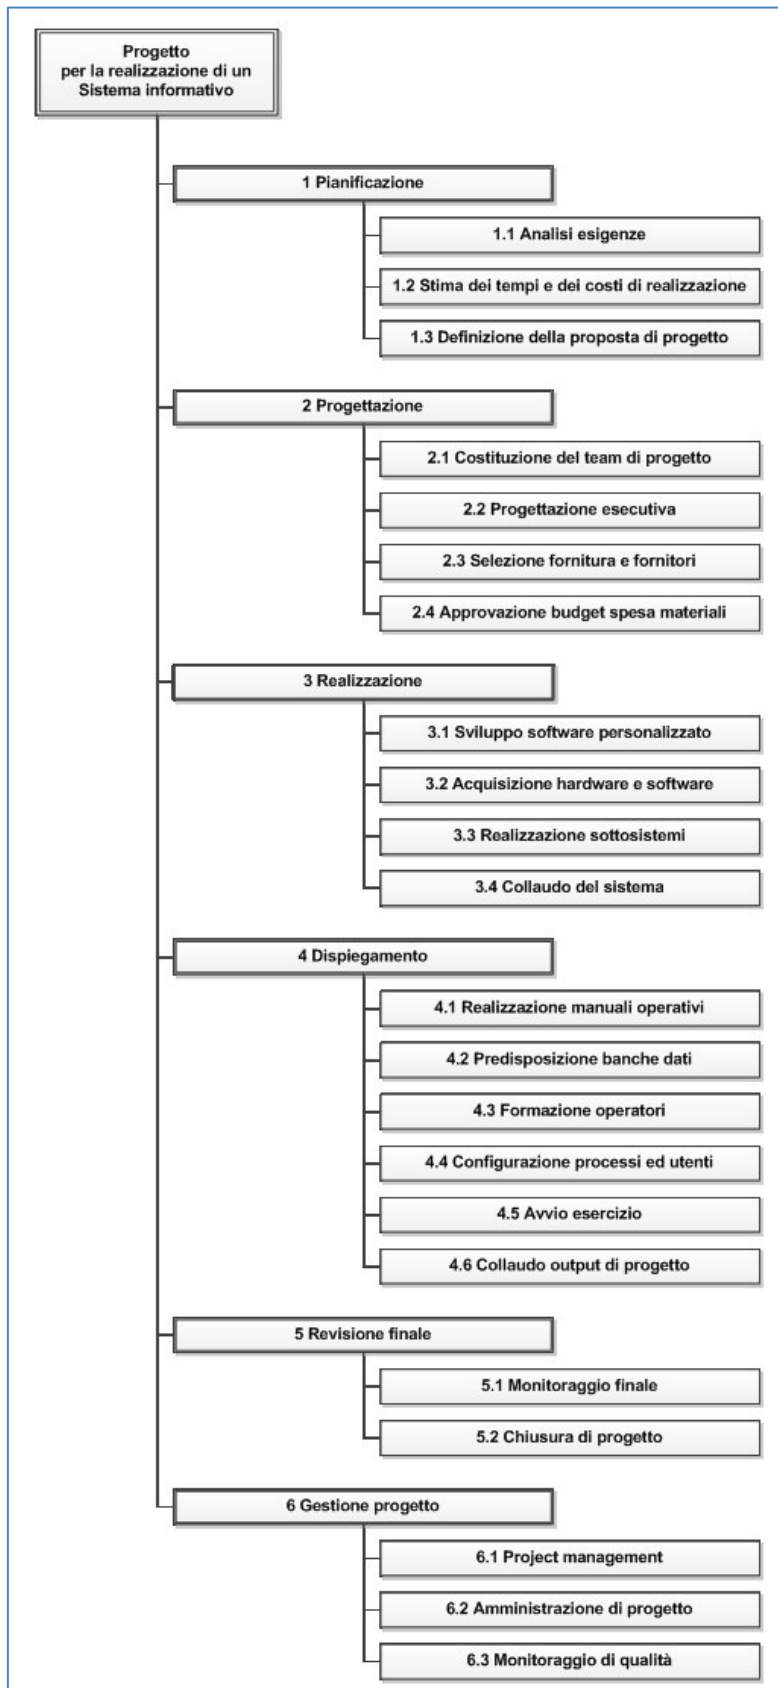 Progetto
per la realizzazione di un
Sistema informativo
1 Pianificazione
1.1 Analisi esigenze
1.2 Stima dei tempi e dei costi di realizzazione
1.3 Definizione della proposta di progetto
2 Progettazione
2.1 Costituzione del team di progetto
2.2 Progettazione esecutiva
2.3 Selezione fornitura e fornitori
2.4 Approvazione budget spesa materiali
3 Realizzazione
3.1 Sviluppo software personalizzato
3.2 Acquisizione hardware e software
3.3 Realizzazione sottosistemi
3.4 Collaudo del sistema
4 Dispiegamento
4.1 Realizzazione manuali operativi
4.2 Predisposizione banche dati
4.3 Formazione operatori
4.4 Configurazione processi ed utenti
4.5 Avvio esercizio
4.6 Collaudo output di progetto
5 Revisione finale
5.1 Monitoraggio finale
5.2 Chiusura di progetto
6 Gestione progetto
6.1 Project management
6.2 Amministrazione di progetto
6.3 Monitoraggio di qualità